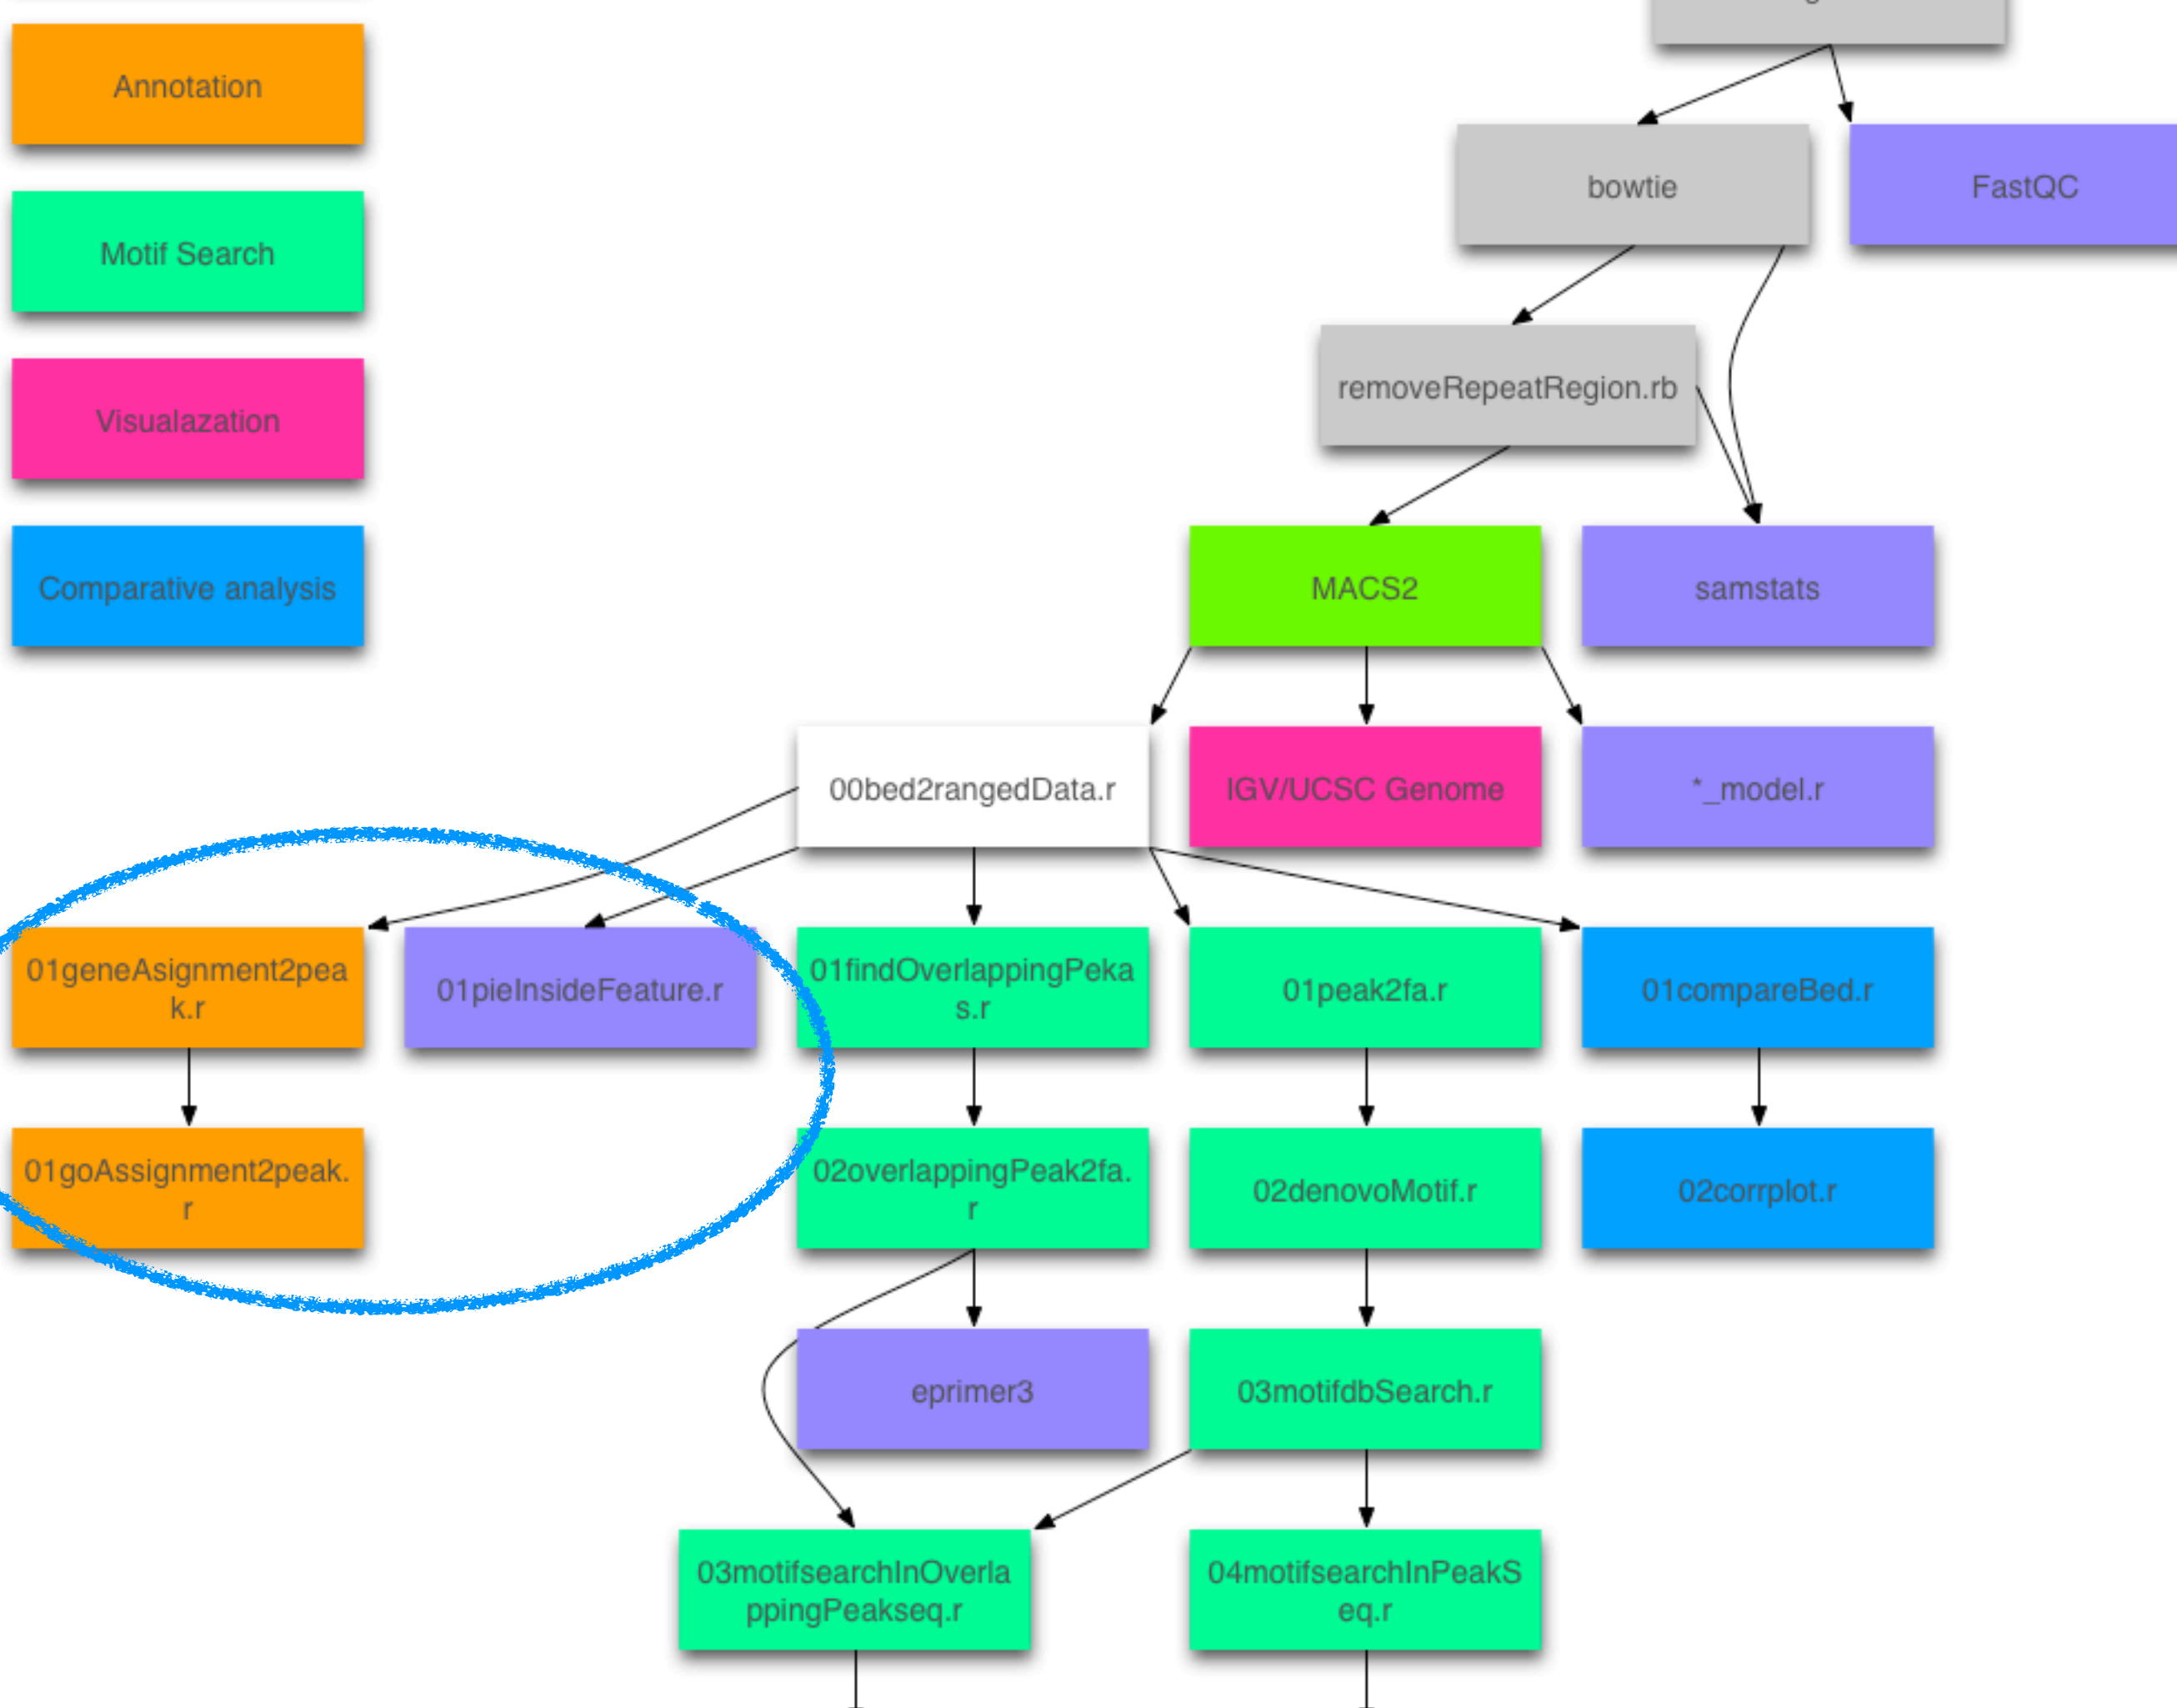 Annotation
Motif Search
Visualazation
Comparative analysis
bowtie
FastQC
removeRepeatRegion.rb
MACS2
samstats
00bed2rangedData.r
IGV/UCSC Genome
*_model.r
01geneAsignment2pea
k.r
01pieInsideFeature.r
01findOverlappingPeka
s.r
01peak2fa.r
01compareBed.r
01goAssignment2peak.
r
02overlappingPeak2fa.
r
02denovoMotif.r
02corrplot.r
eprimer3
03motifdbSearch.r
03motifsearchInOverla
ppingPeakseq.r
04motifsearchInPeakS
eq.r